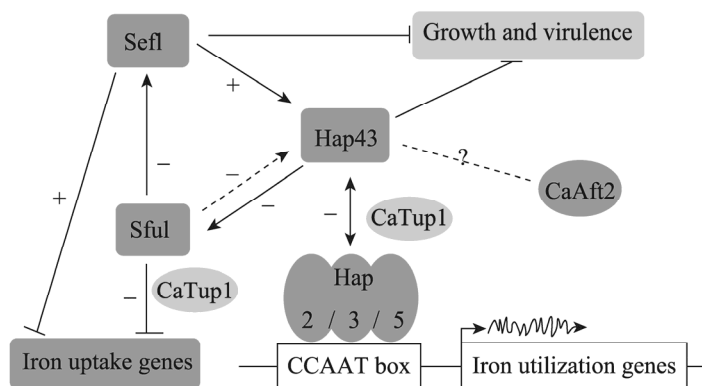 Sefl
Growth and virulence
+
Hap43
?
–
–
–
+
CaAft2
Sful
–
CaTup1
–
CaTup1
Hap
2 / 3 / 5
Iron uptake genes
CCAAT box
Iron utilization genes